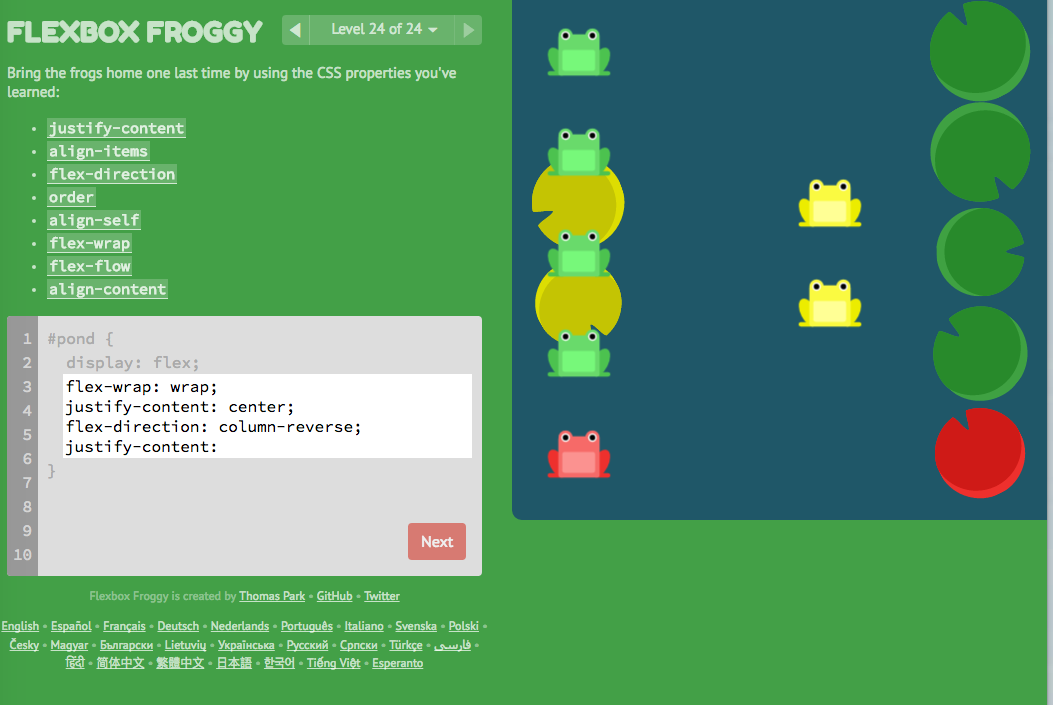 FLEXBOX FROGGY
◀ Level 24 of 24 ▶
Bring the frogs home one last time by using the CSS properties you've
learned:
• justify-content
• align-items
• flex-direction
• order
• align-self
• flex-wrap
• flex-flow
• align-content
1 #pond {
2 display: flex;
3 flex-wrap: wrap;
4 justify-content: center;
5 flex-direction: column-reverse;
6 justify-content:
7 }
8
9
10
Next
Flexbox Froggy is created by Thomas Park • GitHub • Twitter
English • Español • Français • Deutsch • Nederlands • Português • Italiano • Svenska • Polski •
Česky • Magyar • Български • Lietuvių • Українська • Русский • Српски • Türkçe • فارسی •
हिंदी • 简体中文 • 繁體中文 • 日本語 • 한국어 • Tiếng Việt • Esperanto